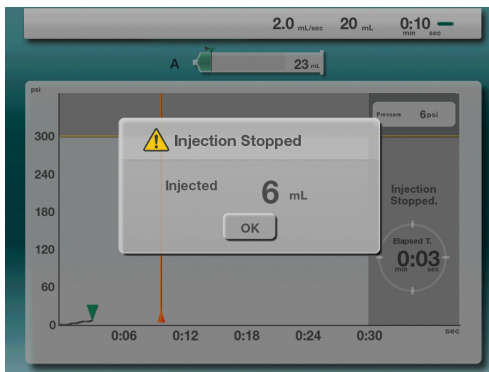 2.0 mL/sec 20 mL 0:10
min sec
A 23 mL
psi
Pressure 6psi
300
Injection Stopped
240
Injected 6 mL
Injection
Stopped.
180
OK
120
Elapsed T.
0:03
min sec
60
0
0:06 0:12 0:18 0:24 0:30 sec